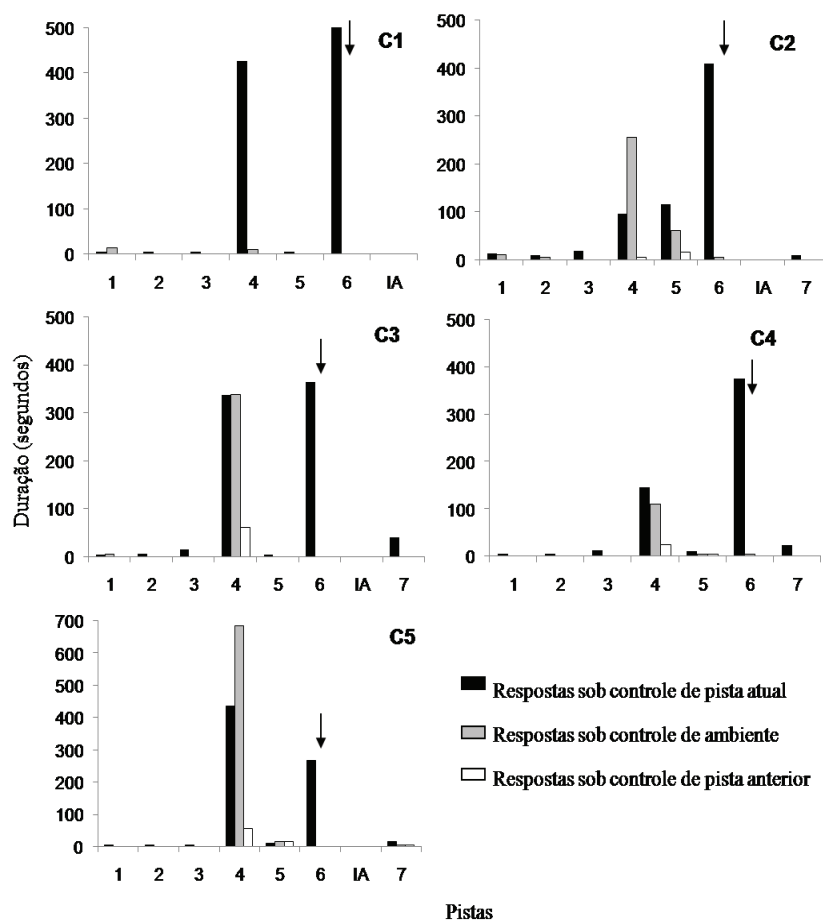 C1
500
400
300
200
100
0
1 2 3 4 5 6 IA
C2
500
400
300
200
100
0
1 2 3 4 5 6 IA 7
Duração (segundos)
C3
500
400
300
200
100
0
1 2 3 4 5 6 IA 7
C4
500
400
300
200
100
0
1 2 3 4 5 6 IA 7
C5
700
600
500
400
300
200
100
0
1 2 3 4 5 6 IA 7
Respostas sob controle de pista atual
Respostas sob controle de ambiente
Respostas sob controle de pista anterior
Pistas